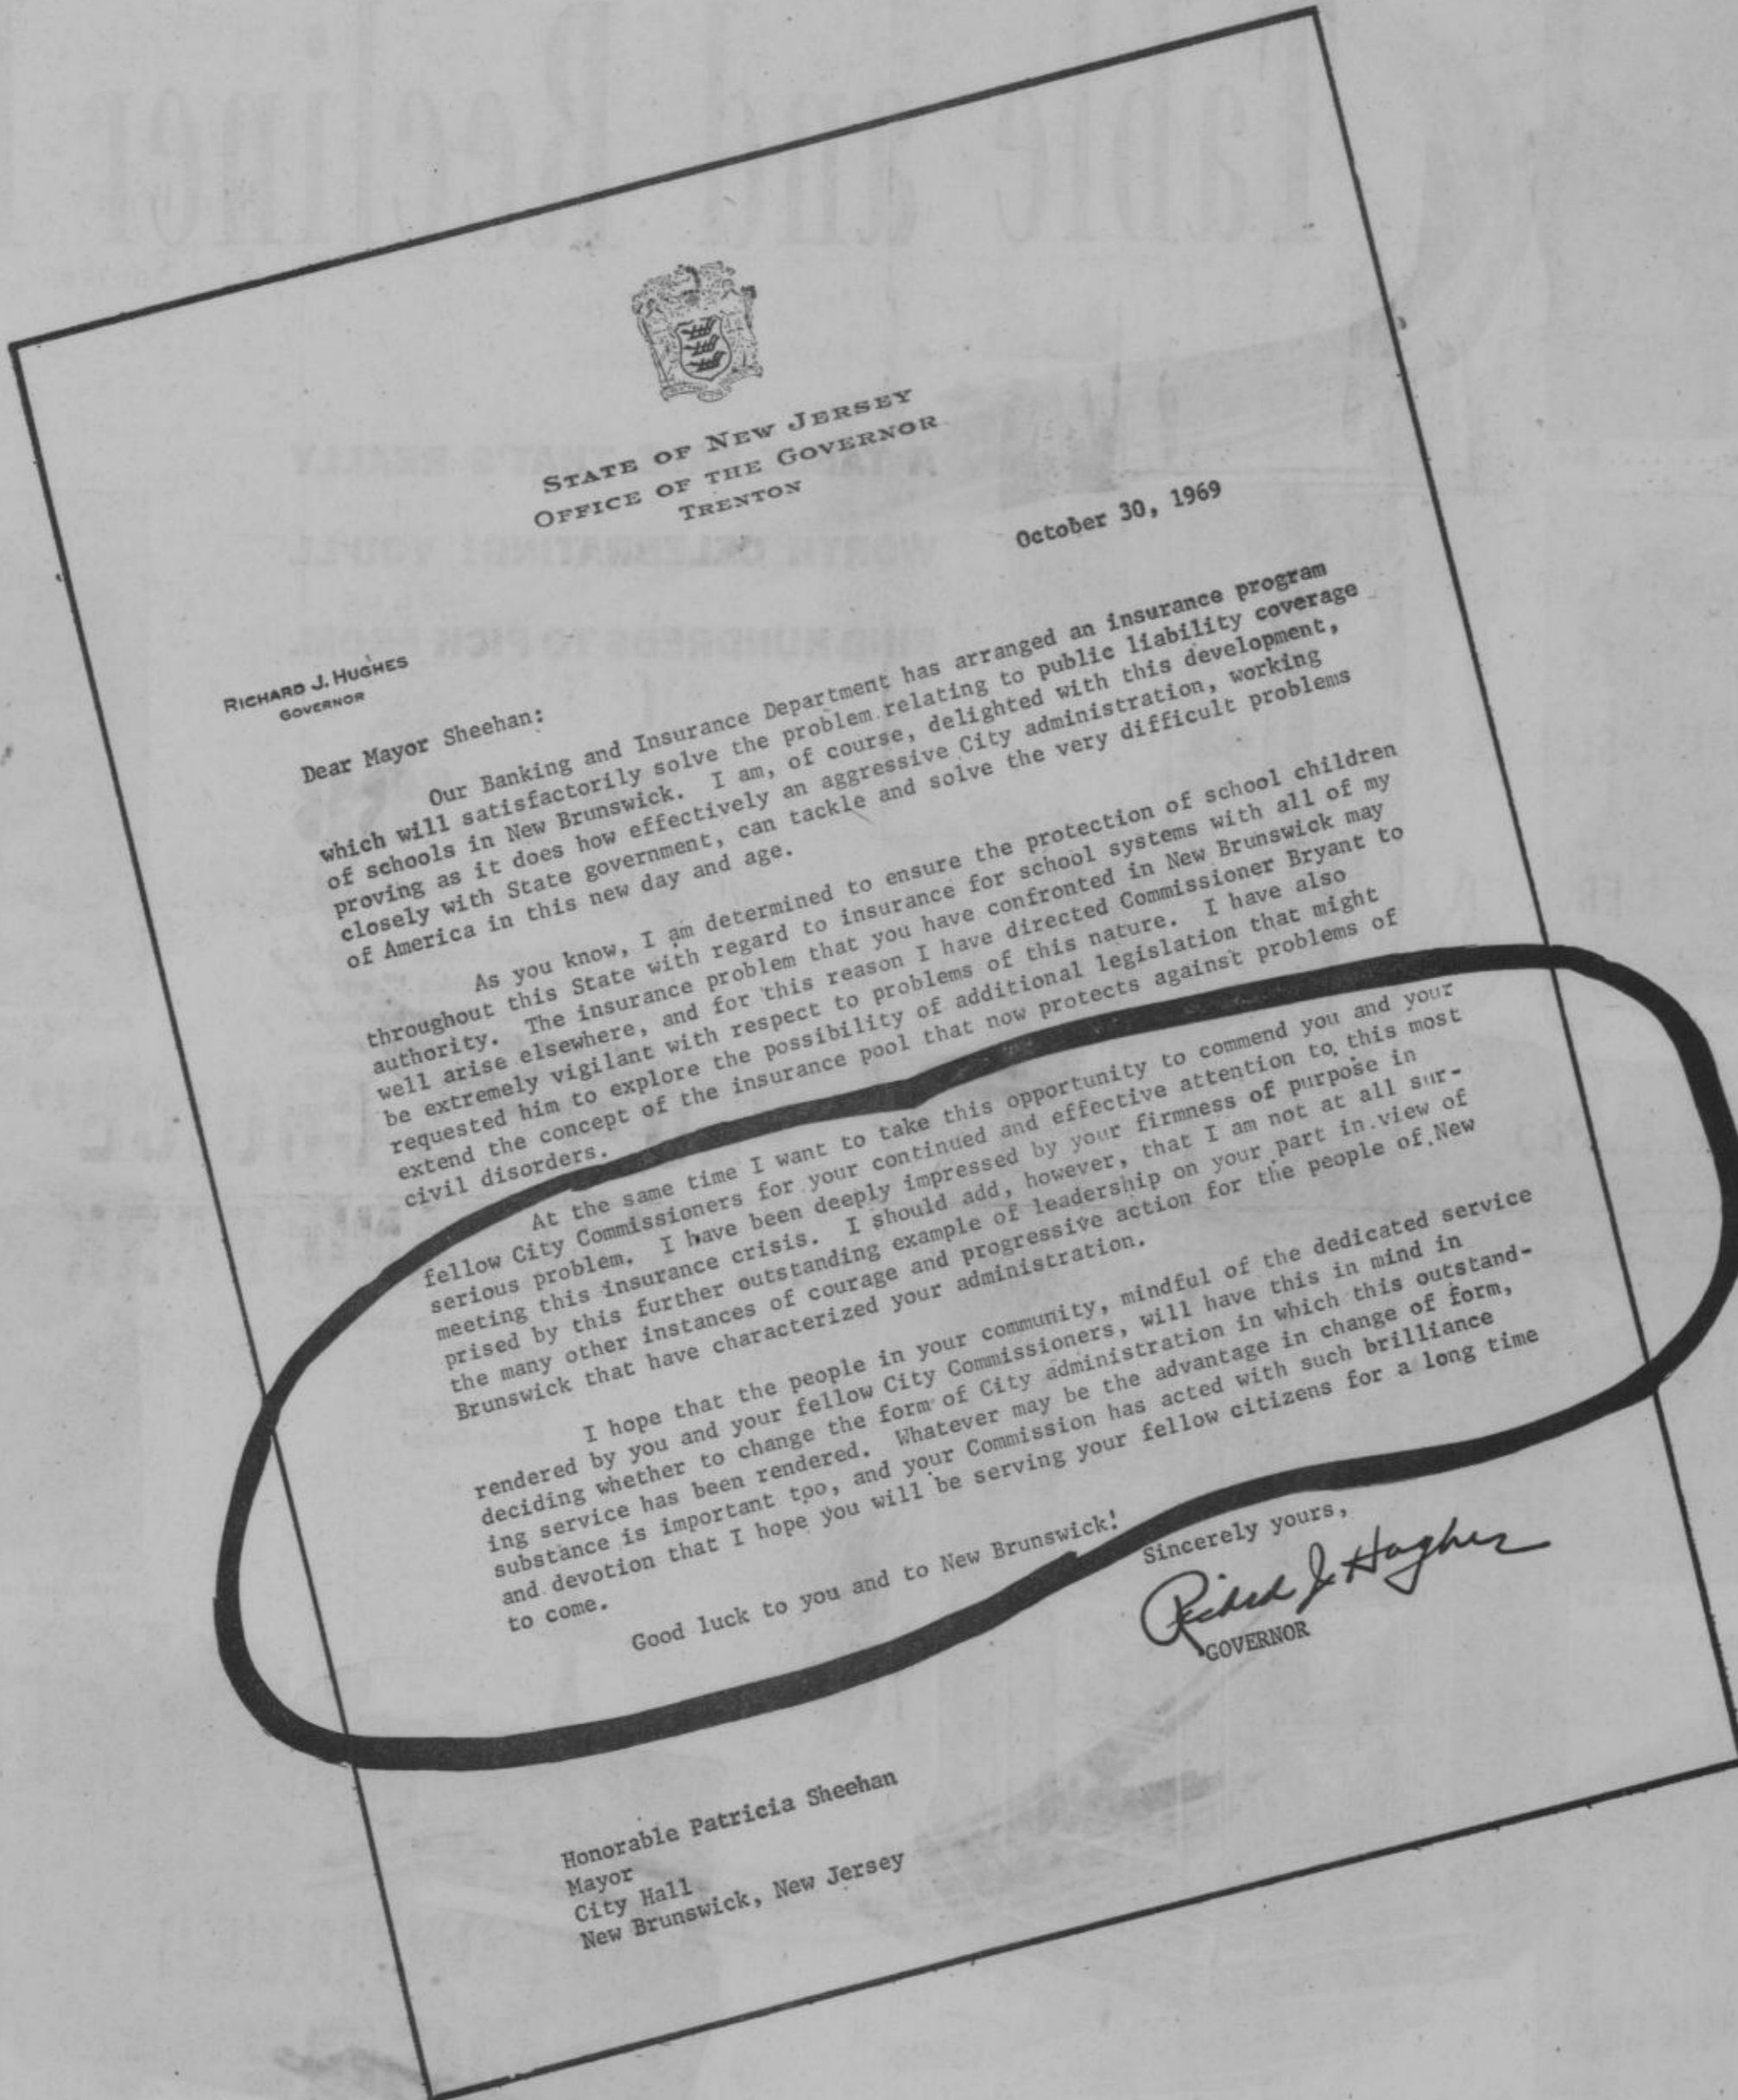 STATE OF NEW JERSEY
OFFICE OF THE GOVERNOR
TRENTON
October 30, 1969
RICHARD J. HUGHES
GOVERNOR
Dear Mayor Sheehan:
Our Banking and Insurance Department has arranged an insurance program
which will satisfactorily solve the problem relating to public liability coverage
of schools in New Brunswick. I am, of course, delighted with this development,
proving as it does how effectively an aggressive City administration, working
closely with State government, can tackle and solve the very difficult problems
of America in this new day and age.
As you know, I am determined to ensure the protection of school children
throughout this State with regard to insurance for school systems with all of my
authority. The insurance problem that you have confronted in New Brunswick may
well arise elsewhere, and for this reason I have directed Commissioner Bryant to
be extremely vigilant with respect to problems of this nature. I have also
requested him to explore the possibility of additional legislation that might
extend the concept of the insurance pool that now protects against problems of
civil disorders.
At the same time I want to take this opportunity to commend you and your
fellow City Commissioners for your continued and effective attention to this most
serious problem. I have been deeply impressed by your firmness of purpose in
meeting this insurance crisis. I should add, however, that I am not at all sur-
prised by this further outstanding example of leadership on your part in view of
the many other instances of courage and progressive action for the people of New
Brunswick that have characterized your administration.
I hope that the people in your community, mindful of the dedicated service
rendered by you and your fellow City Commissioners, will have this in mind in
deciding whether to change the form of City administration in which this outstand-
ing service has been rendered. Whatever may be the advantage in change of form,
substance is important too, and your Commission has acted with such brilliance
and devotion that I hope you will be serving your fellow citizens for a long time
to come.
Good luck to you and to New Brunswick!
Sincerely yours,
Richard J. Hughes
GOVERNOR
Honorable Patricia Sheehan
Mayor
City Hall
New Brunswick, New Jersey